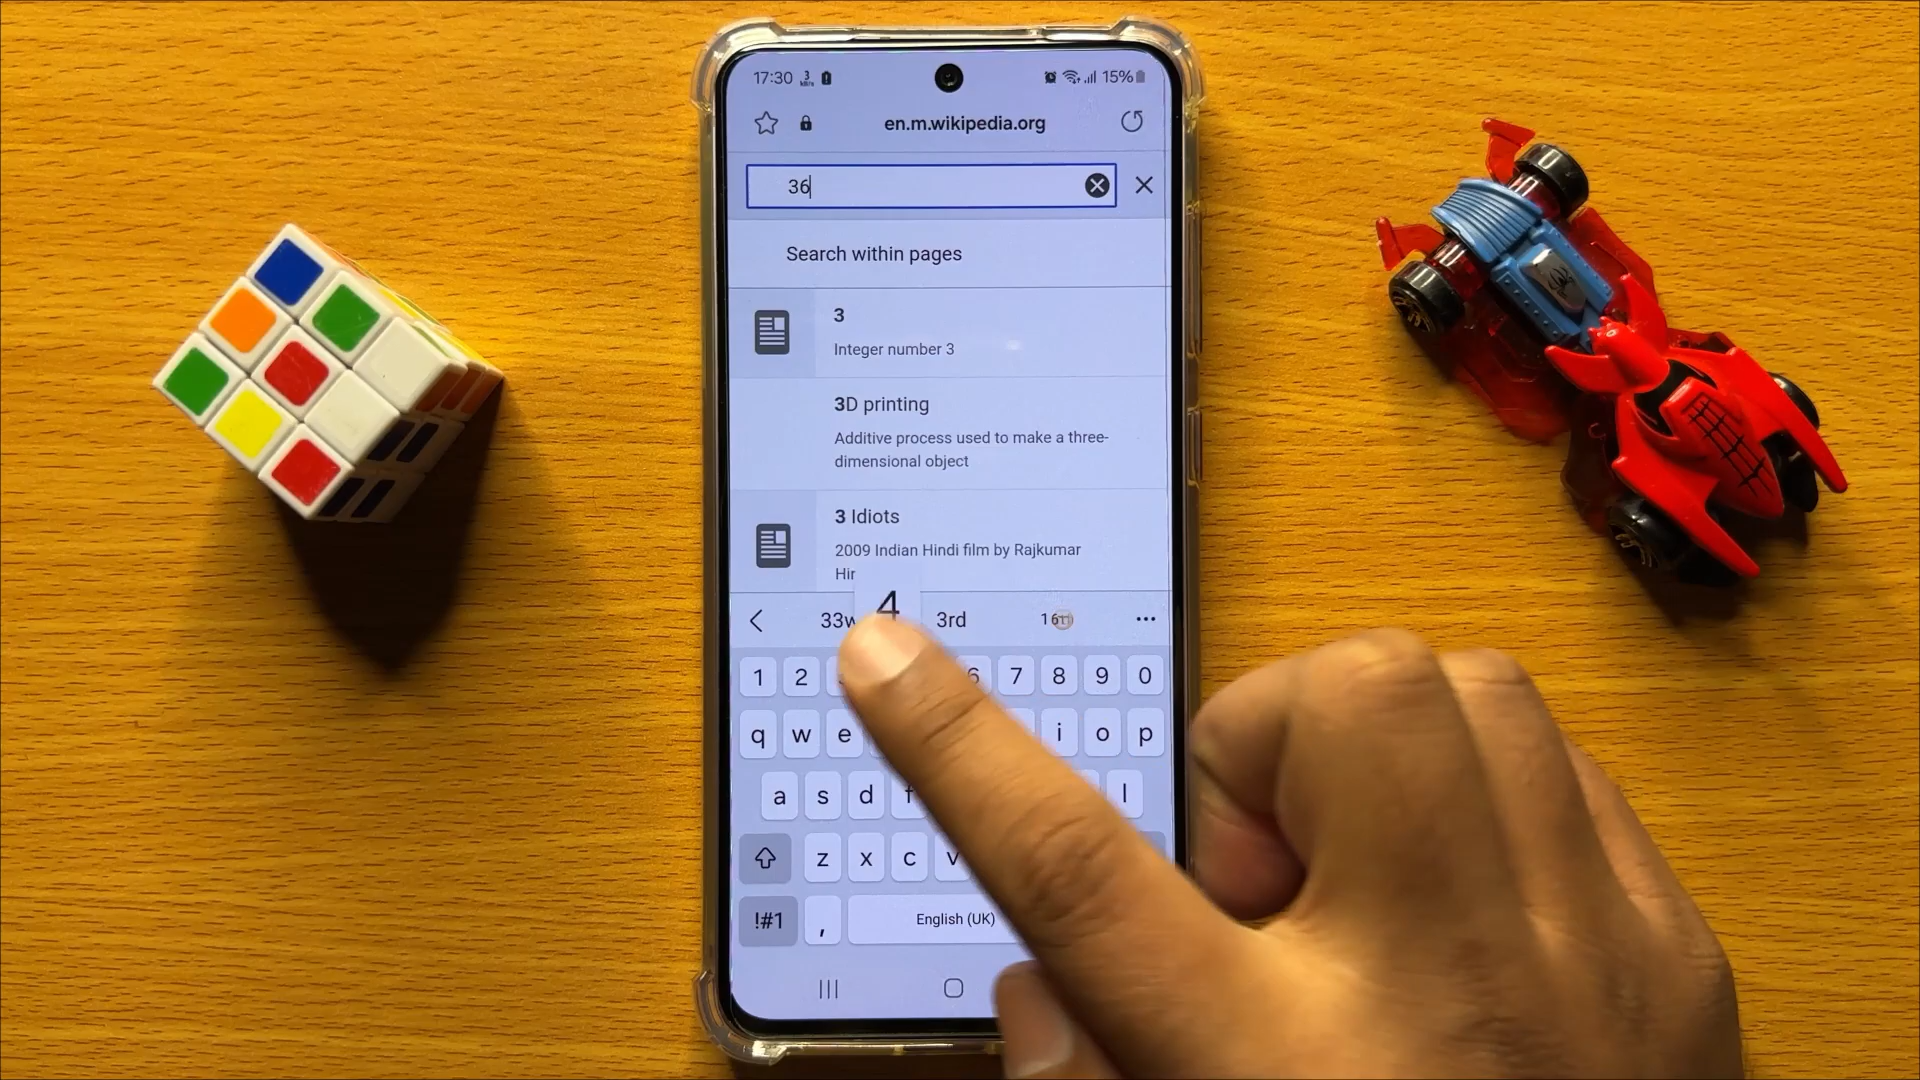 17:30 15%
en.m.wikipedia.org
36
Search within pages
3
Integer number 3
3D printing
Additive process used to make a three-
dimensional object
3 Idiots
2009 Indian Hindi film by Rajkumar
4
3rd
1 2 6 7 8 9 0
q w e i o p
a s d f l
z x c v
!#1 , English (UK)